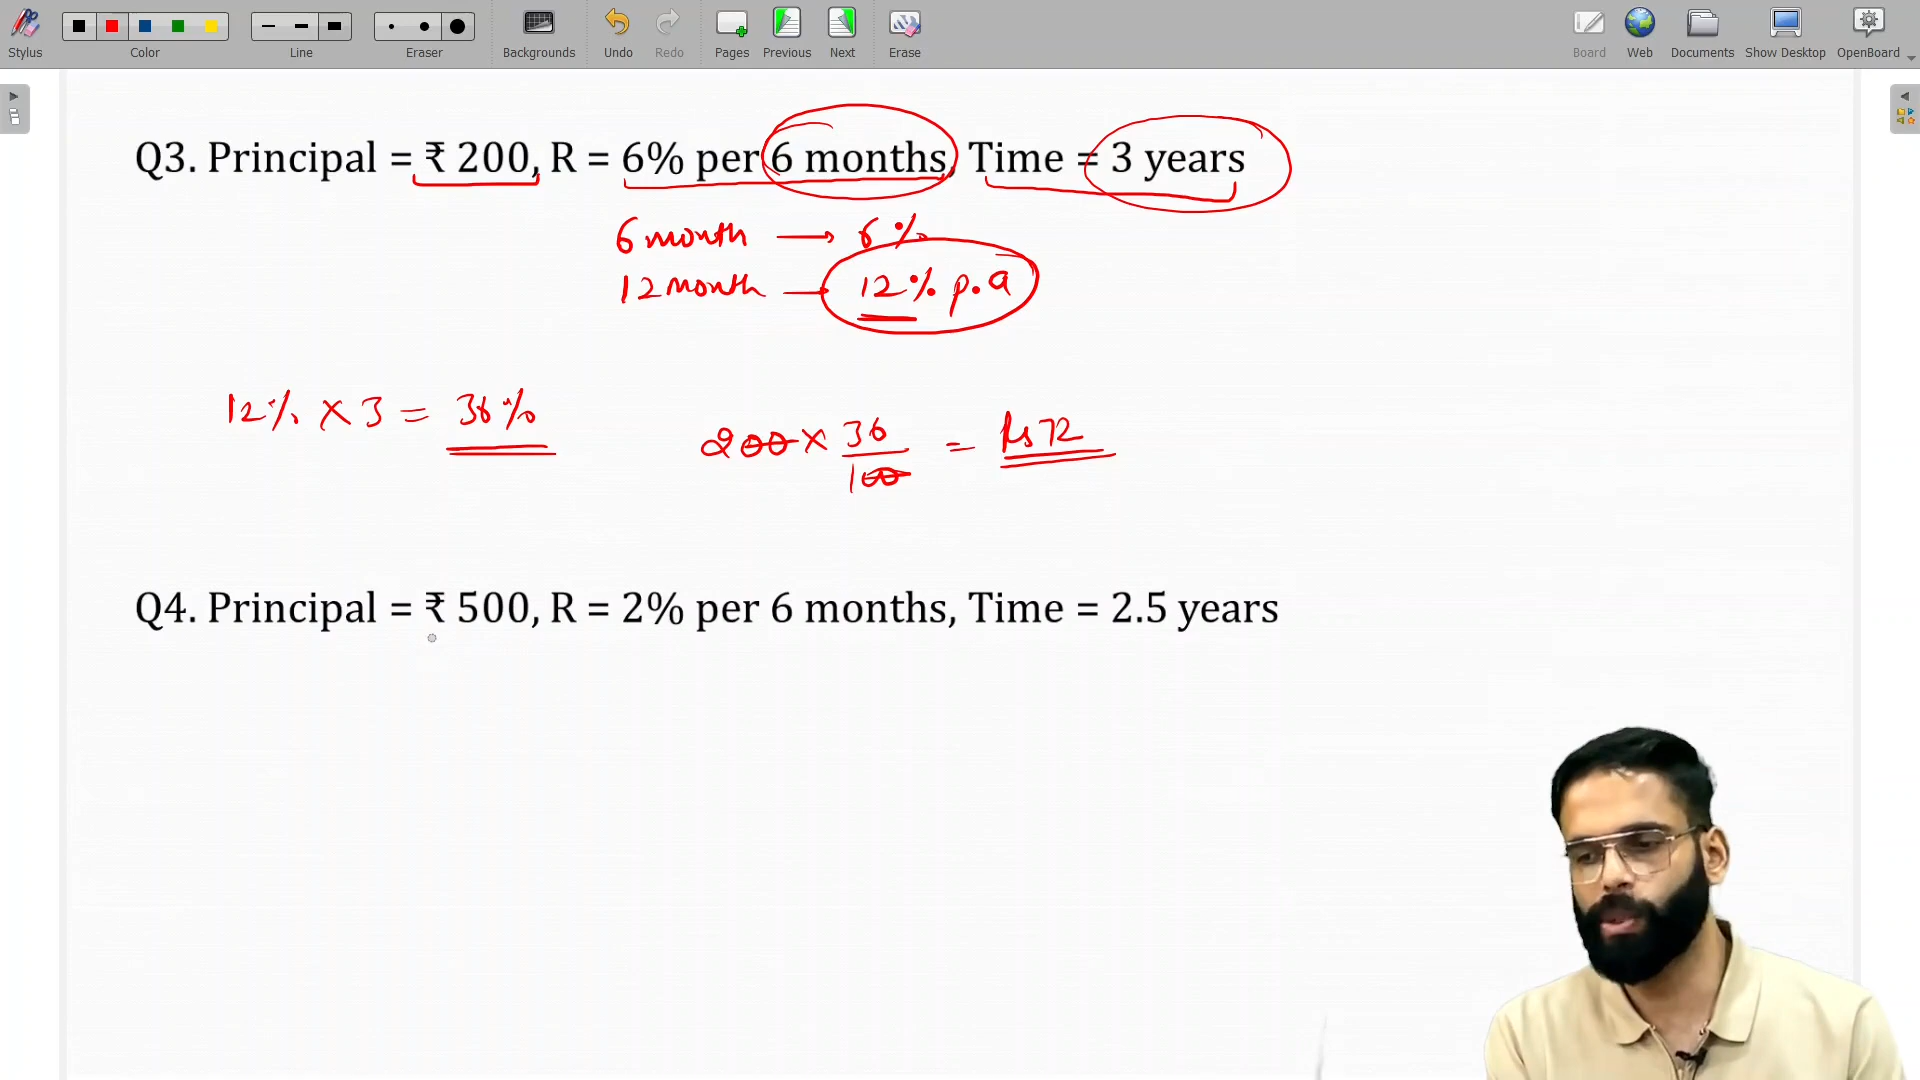 Stylus Color Line Eraser Backgrounds Undo Redo Pages Previous Next Erase Board Web Documents Show Desktop OpenBoard
Q3. Principal = ₹ 200, R = 6% per 6 months, Time = 3 years
6 month → 6 %
12 month → 12% p.a
12% × 3 = 36%
200 × 36/100 = Rs 72
Q4. Principal = ₹ 500, R = 2% per 6 months, Time = 2.5 years